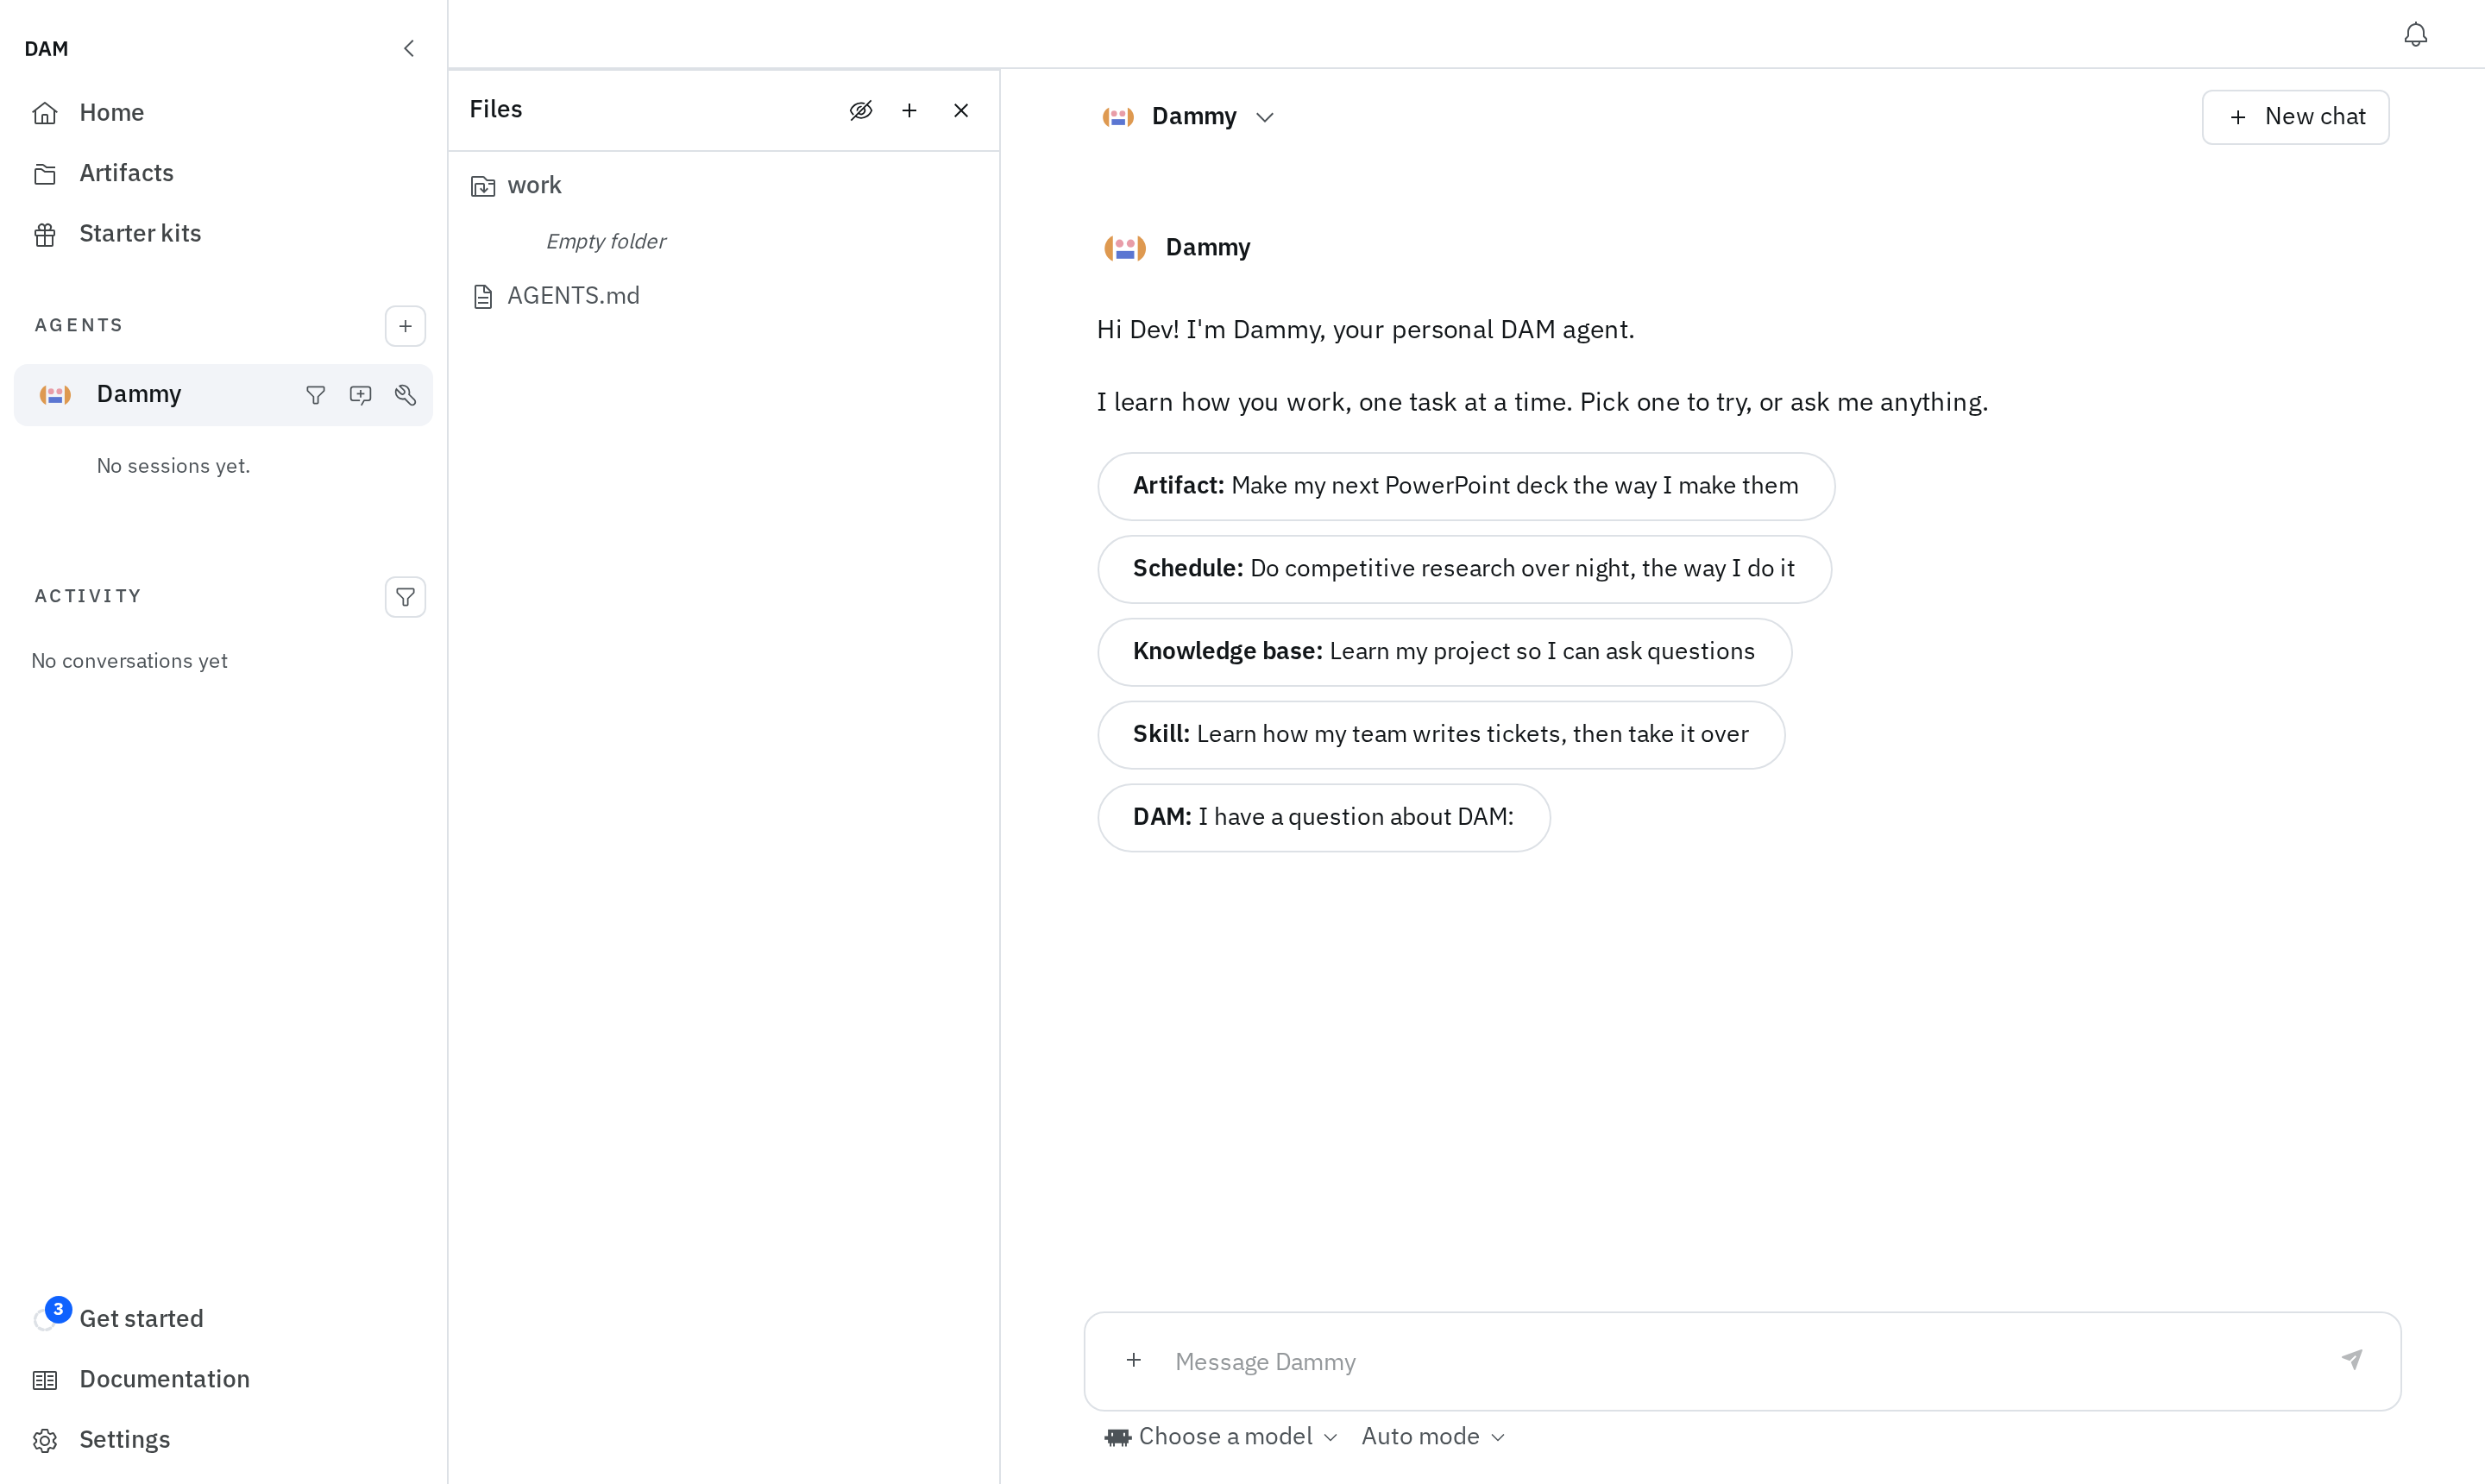 DAM
Home
Artifacts
Starter kits
AGENTS
Dammy
No sessions yet.
ACTIVITY
No conversations yet
3
Get started
Documentation
Settings
Files
work
Empty folder
AGENTS.md
Dammy
New chat
Dammy
Hi Dev! I'm Dammy, your personal DAM agent.
I learn how you work, one task at a time. Pick one to try, or ask me anything.
Artifact: Make my next PowerPoint deck the way I make them
Schedule: Do competitive research over night, the way I do it
Knowledge base: Learn my project so I can ask questions
Skill: Learn how my team writes tickets, then take it over
DAM: I have a question about DAM:
Message Dammy
Choose a model
Auto mode